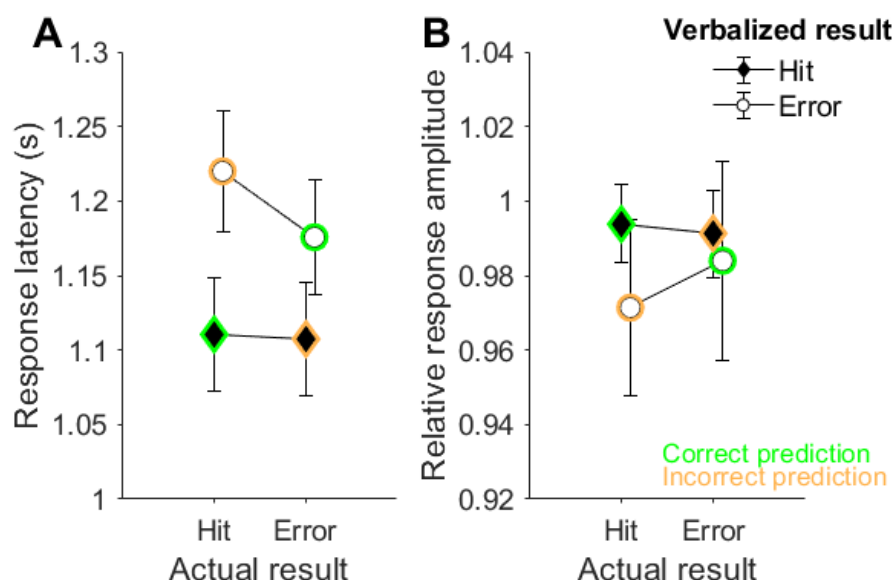 A
1.3
1.25
1.2
1.15
1.1
1.05
1
Response latency (s)
Hit Error
Actual result
B
Verbalized result
Hit
Error
1.04
1.02
1
0.98
0.96
0.94
0.92
Relative response amplitude
Correct prediction
Incorrect prediction
Hit Error
Actual result